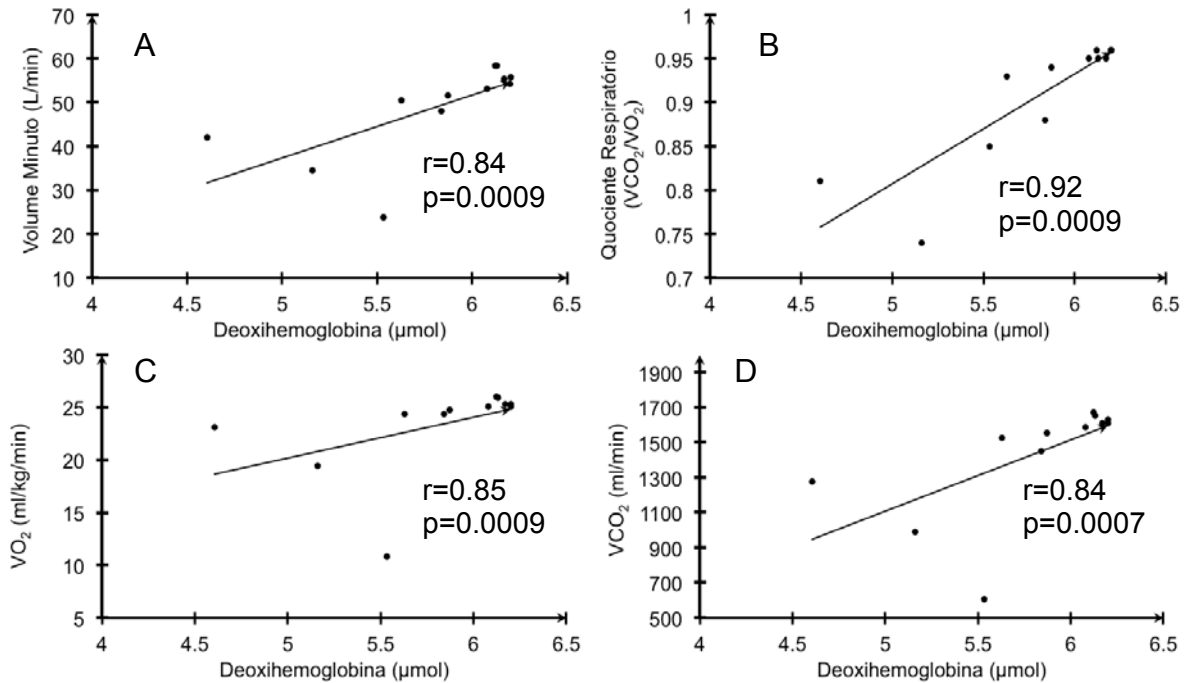 A
Volume Minuto (L/min)
70
60
50
40
30
20
10
r=0.84
p=0.0009
4
4.5
5
5.5
6
6.5
Deoxihemoglobina (µmol)
B
Quociente Respiratório
(VCO₂/VO₂)
1
0.95
0.9
0.85
0.8
0.75
0.7
r=0.92
p=0.0009
4
4.5
5
5.5
6
6.5
Deoxihemoglobina (µmol)
C
VO₂ (ml/kg/min)
30
25
20
15
10
5
r=0.85
p=0.0009
4
4.5
5
5.5
6
6.5
Deoxihemoglobina (µmol)
D
VCO₂ (ml/min)
1900
1700
1500
1300
1100
900
700
500
r=0.84
p=0.0007
4
4.5
5
5.5
6
6.5
Deoxihemoglobina (µmol)